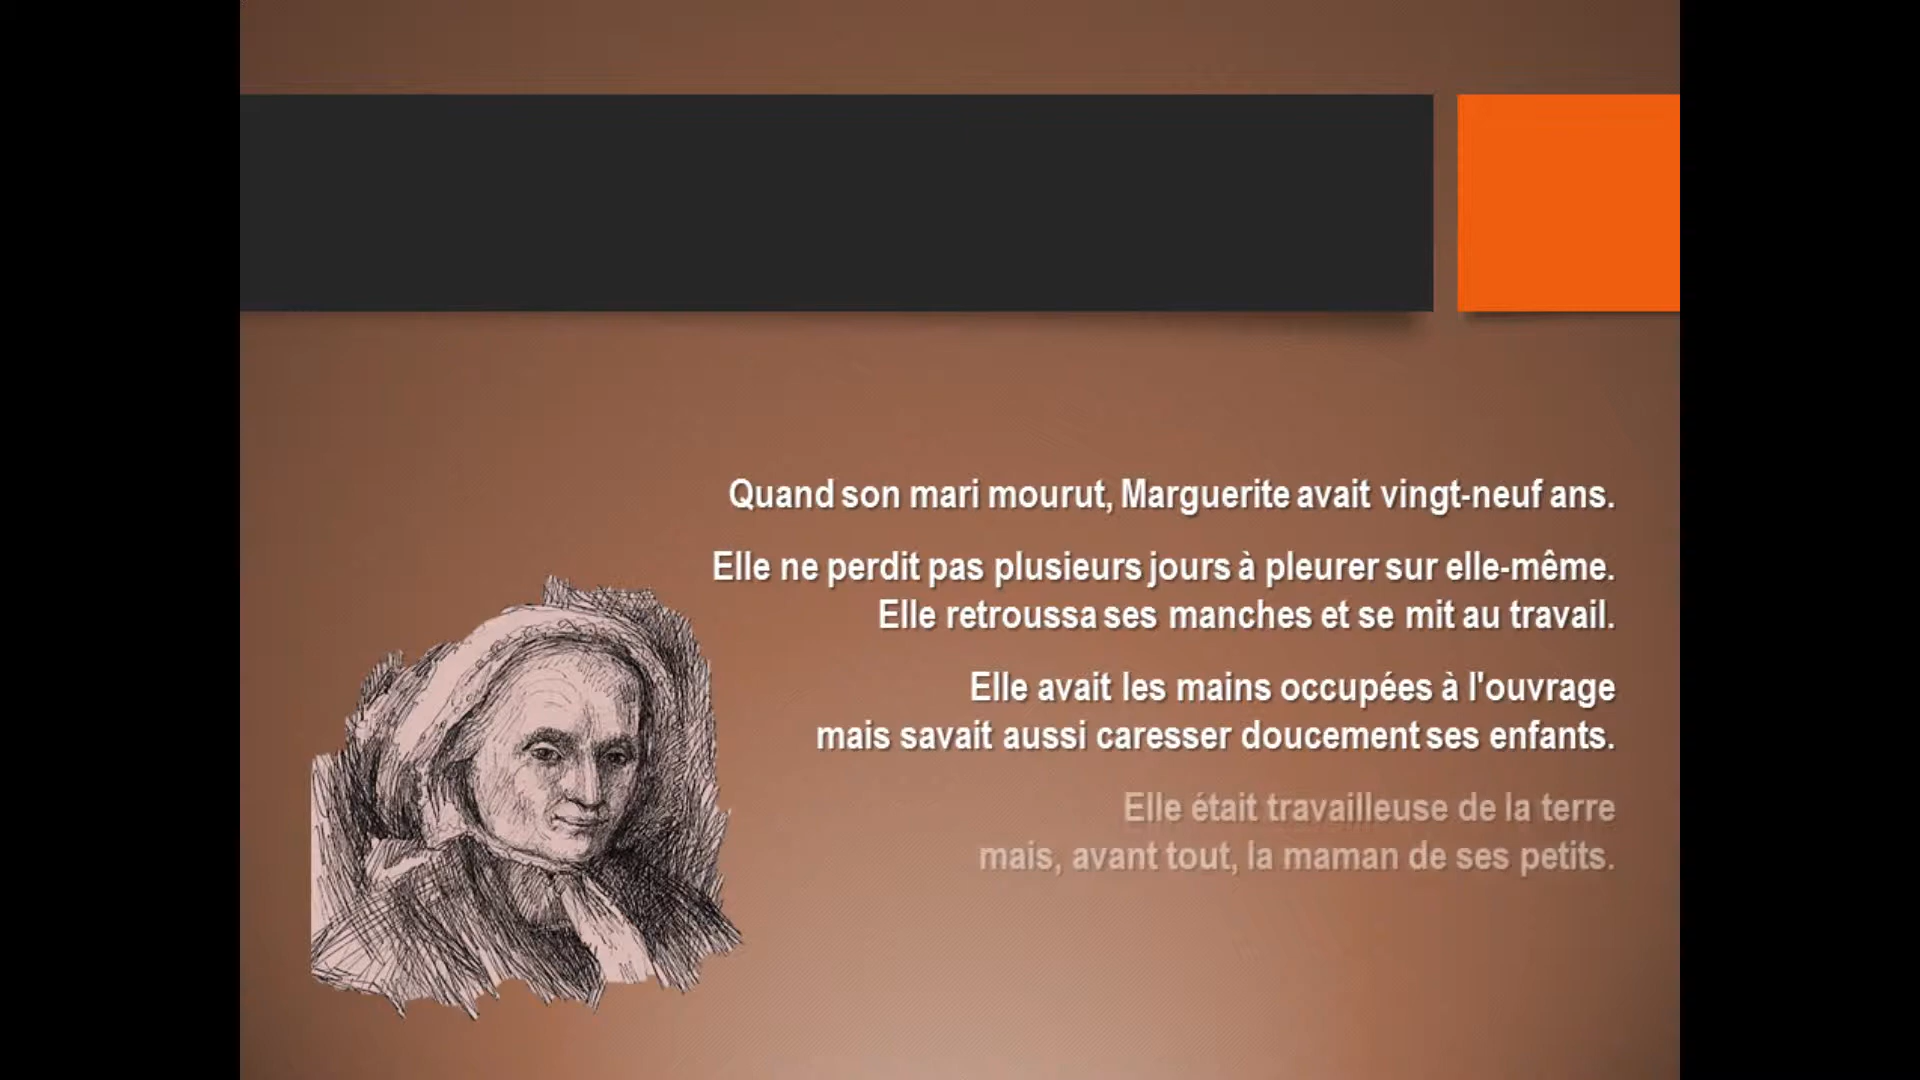 Quand son mari mourut, Marguerite avait vingt-neuf ans.
Elle ne perdit pas plusieurs jours à pleurer sur elle-même.
Elle retroussa ses manches et se mit au travail.
Elle avait les mains occupées à l'ouvrage
mais savait aussi caresser doucement ses enfants.
Elle était travailleuse de la terre
mais, avant tout, la maman de ses petits.